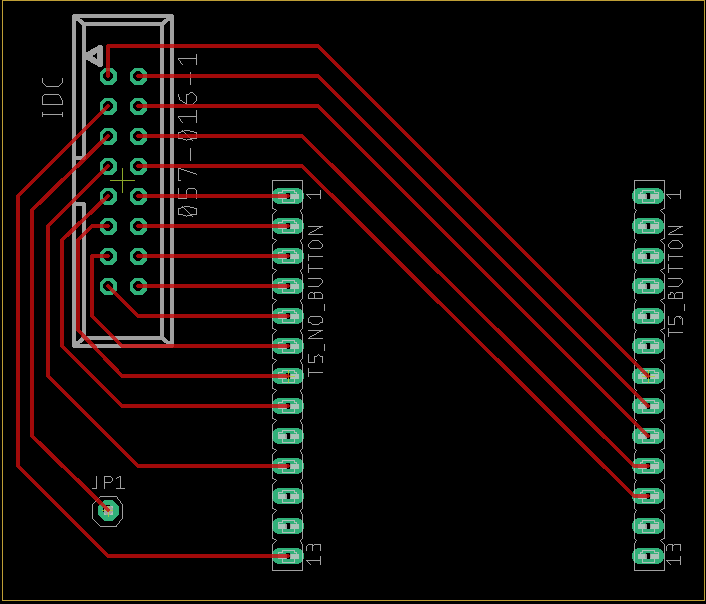 IDC
057-016-1
1
T5_NO_BUTTON
13
1
T5_BUTTON
13
JP1